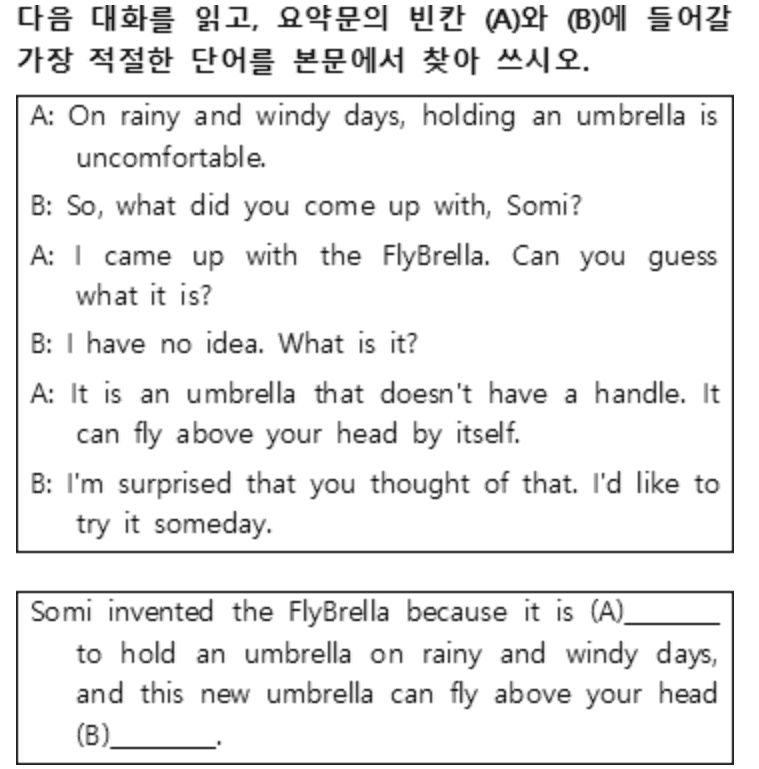 다음 대화를 읽고, 요약문의 빈칸 (A)와 (B)에 들어갈
가장 적절한 단어를 본문에서 찾아 쓰시오.
A: On rainy and windy days, holding an umbrella is
uncomfortable.
B: So, what did you come up with, Somi?
A: I came up with the FlyBrella. Can you guess
what it is?
B: I have no idea. What is it?
A: It is an umbrella that doesn't have a handle. It
can fly above your head by itself.
B: I'm surprised that you thought of that. I'd like to
try it someday.
Somi invented the FlyBrella because it is (A)______
to hold an umbrella on rainy and windy days,
and this new umbrella can fly above your head
(B)_______.